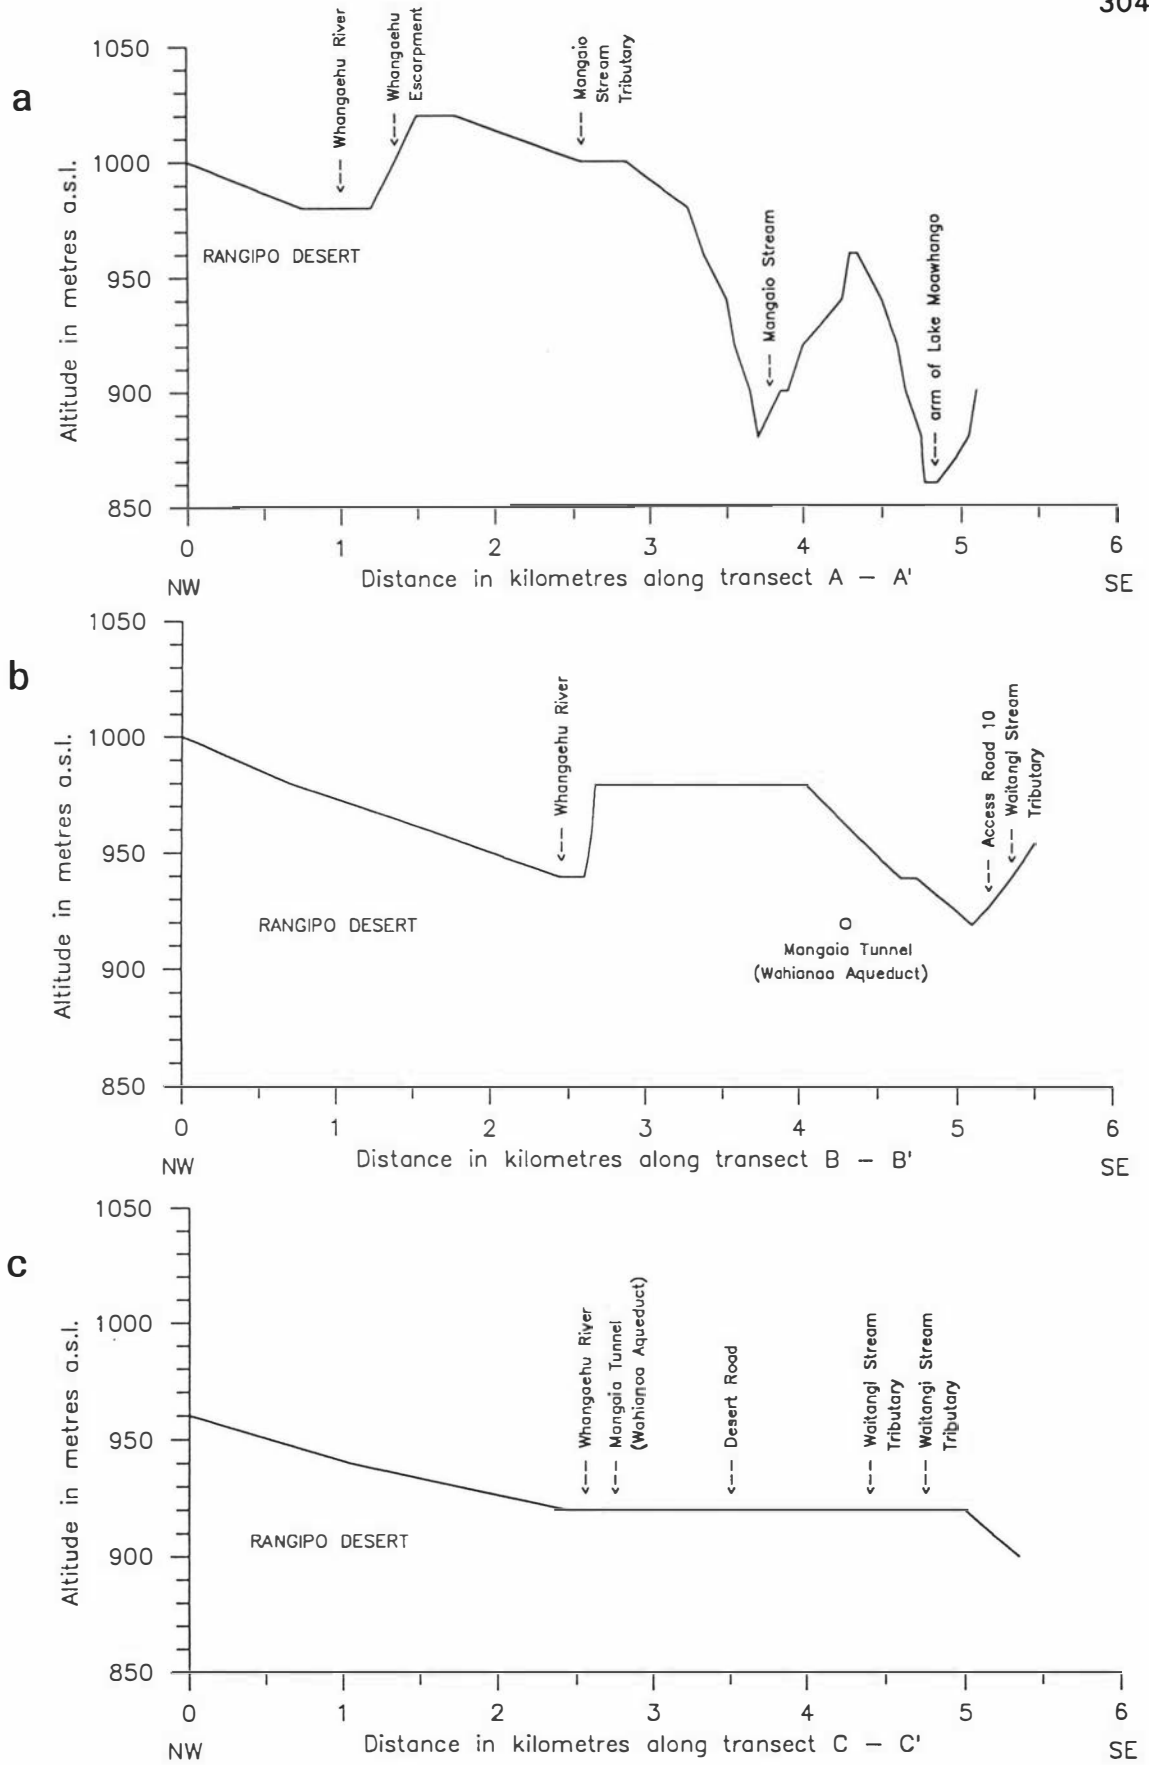 304
a
1050
1000
950
900
850
Altitude in metres a.s.l.
Whangaehu River
Whangaehu
Escarpment
Mangaio
Stream
Tributary
Mangaio Stream
arm of Lake Moawhango
RANGIPO DESERT
0 1 2 3 4 5 6
NW
Distance in kilometres along transect A – A'
SE
b
1050
1000
950
900
850
Altitude in metres a.s.l.
Whangaehu River
Access Road 10
Waitangi Stream
Tributary
RANGIPO DESERT
Mangaia Tunnel
(Wahianoa Aqueduct)
0 1 2 3 4 5 6
NW
Distance in kilometres along transect B – B'
SE
c
1050
1000
950
900
850
Altitude in metres a.s.l.
Whangaehu River
Mangaia Tunnel
(Wahianoa Aqueduct)
Desert Road
Waitangi Stream
Tributary
Waitangi Stream
Tributary
RANGIPO DESERT
0 1 2 3 4 5 6
NW
Distance in kilometres along transect C – C'
SE